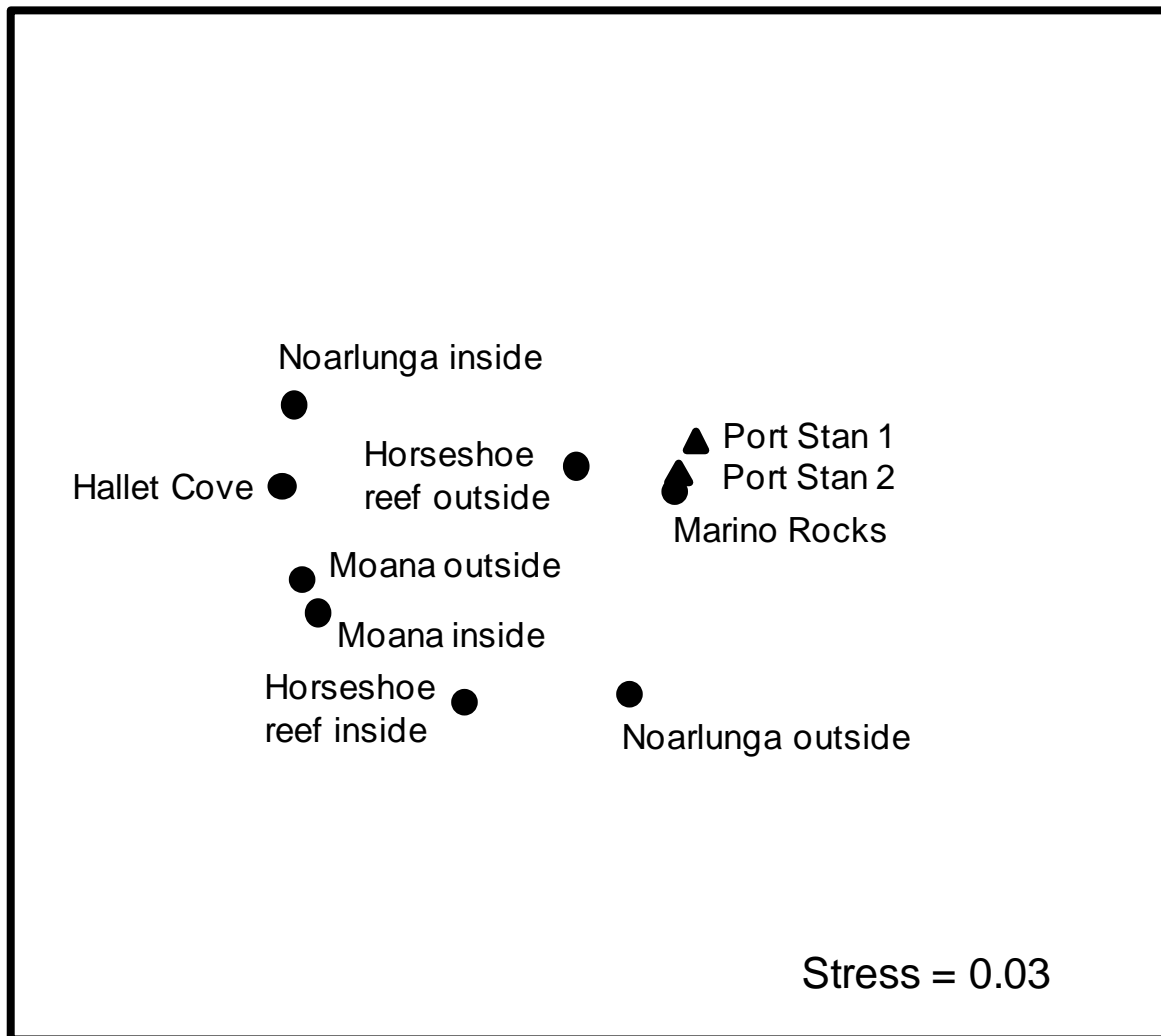 Noarlunga inside
Port Stan 1
Horseshoe
reef outside
Port Stan 2
Hallet Cove
Marino Rocks
Moana outside
Moana inside
Horseshoe
reef inside
Noarlunga outside
Stress = 0.03